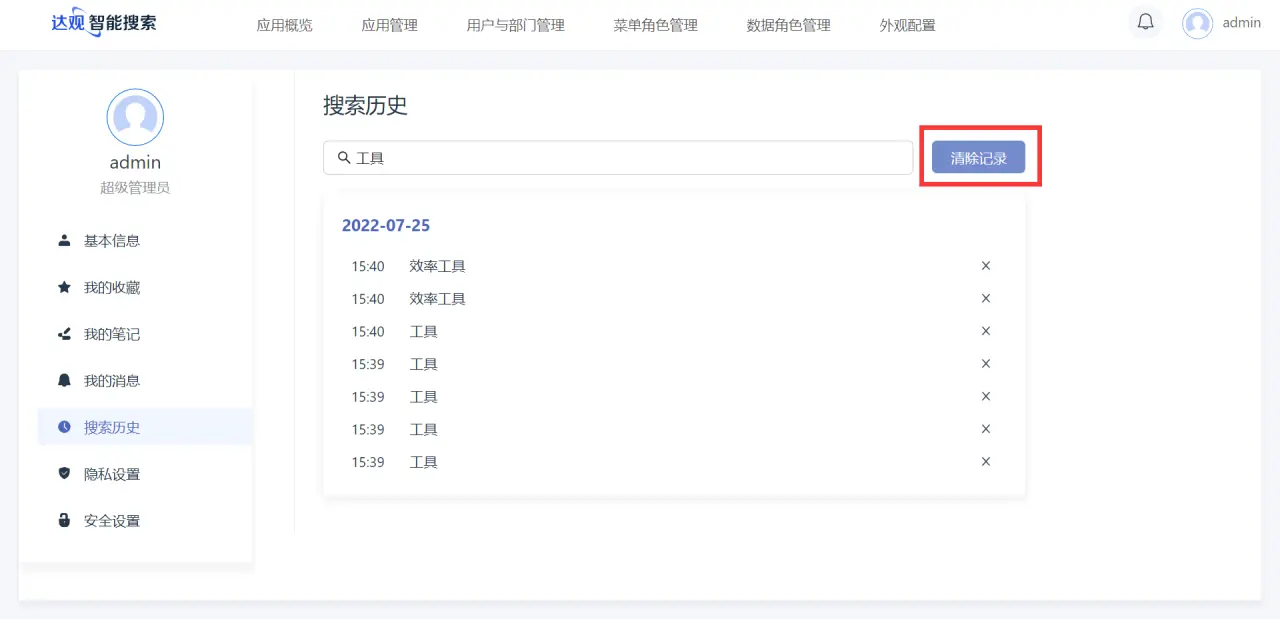 达观智能搜索 应用概览 应用管理 用户与部门管理 菜单角色管理 数据角色管理 外观配置 admin
admin
超级管理员
基本信息
我的收藏
我的笔记
我的消息
搜索历史
隐私设置
安全设置
搜索历史
工具 清除记录
2022-07-25
15:40 效率工具
15:40 效率工具
15:40 工具
15:39 工具
15:39 工具
15:39 工具
15:39 工具